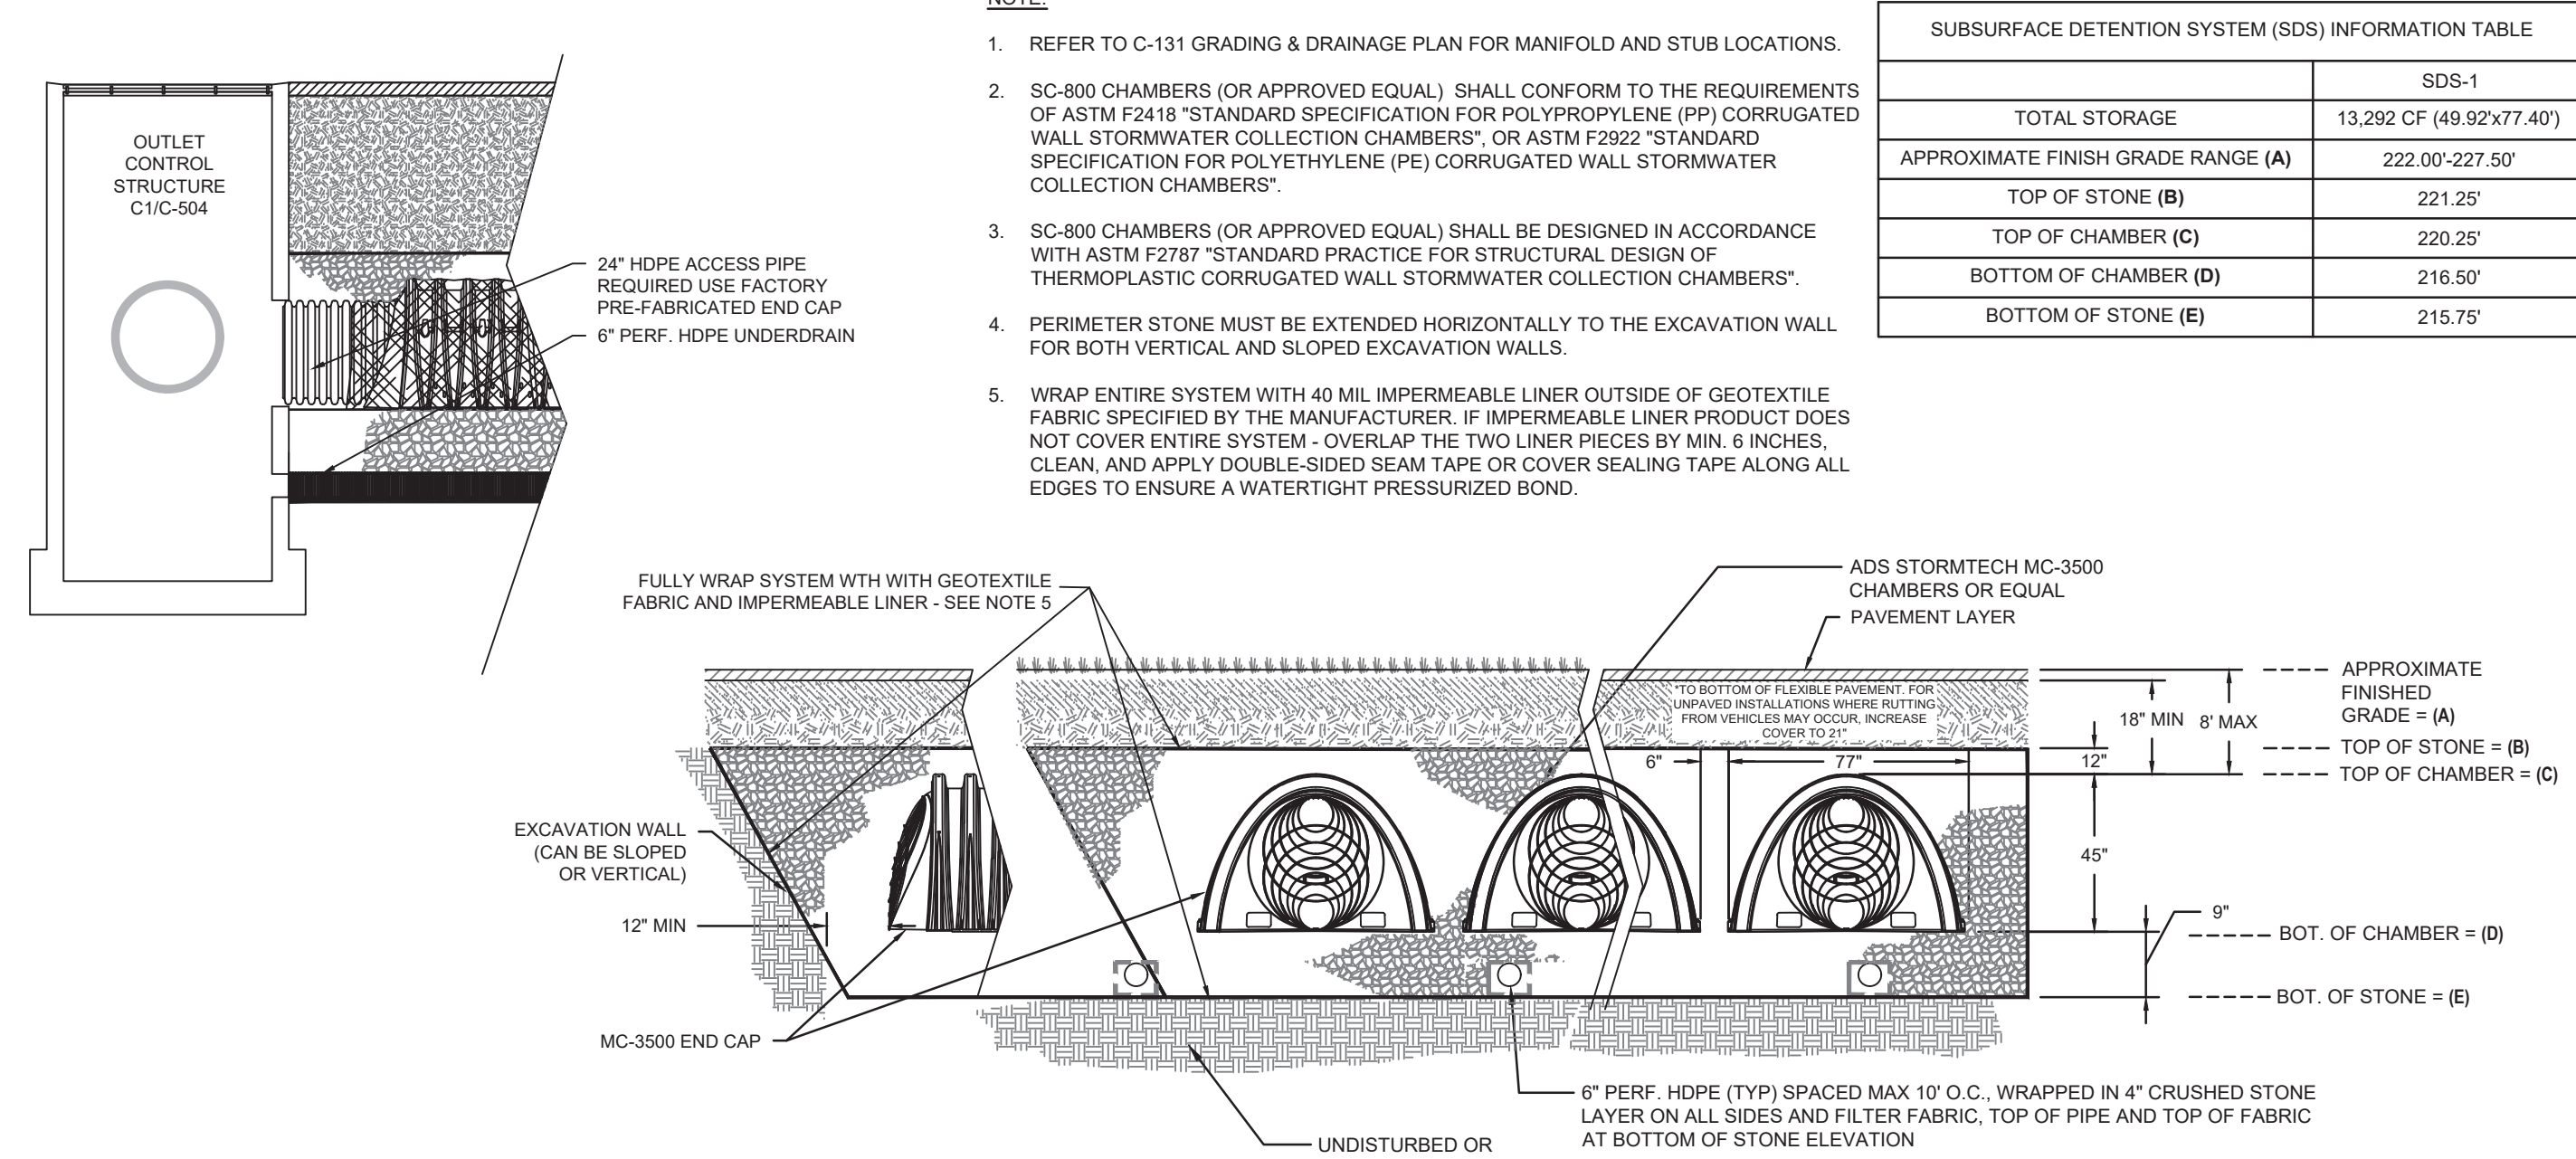 NOTE:
1. REFER TO C-131 GRADING & DRAINAGE PLAN FOR MANIFOLD AND STUB LOCATIONS.
2. SC-800 CHAMBERS (OR APPROVED EQUAL) SHALL CONFORM TO THE REQUIREMENTS
OF ASTM F2418 "STANDARD SPECIFICATION FOR POLYPROPYLENE (PP) CORRUGATED
WALL STORMWATER COLLECTION CHAMBERS", OR ASTM F2922 "STANDARD
SPECIFICATION FOR POLYETHYLENE (PE) CORRUGATED WALL STORMWATER
COLLECTION CHAMBERS".
3. SC-800 CHAMBERS (OR APPROVED EQUAL) SHALL BE DESIGNED IN ACCORDANCE
WITH ASTM F2787 "STANDARD PRACTICE FOR STRUCTURAL DESIGN OF
THERMOPLASTIC CORRUGATED WALL STORMWATER COLLECTION CHAMBERS".
4. PERIMETER STONE MUST BE EXTENDED HORIZONTALLY TO THE EXCAVATION WALL
FOR BOTH VERTICAL AND SLOPED EXCAVATION WALLS.
5. WRAP ENTIRE SYSTEM WITH 40 MIL IMPERMEABLE LINER OUTSIDE OF GEOTEXTILE
FABRIC SPECIFIED BY THE MANUFACTURER. IF IMPERMEABLE LINER PRODUCT DOES
NOT COVER ENTIRE SYSTEM - OVERLAP THE TWO LINER PIECES BY MIN. 6 INCHES,
CLEAN, AND APPLY DOUBLE-SIDED SEAM TAPE OR COVER SEALING TAPE ALONG ALL
EDGES TO ENSURE A WATERTIGHT PRESSURIZED BOND.
SUBSURFACE DETENTION SYSTEM (SDS) INFORMATION TABLE
SDS-1
TOTAL STORAGE 13,292 CF (49.92'x77.40')
APPROXIMATE FINISH GRADE RANGE (A) 222.00'-227.50'
TOP OF STONE (B) 221.25'
TOP OF CHAMBER (C) 220.25'
BOTTOM OF CHAMBER (D) 216.50'
BOTTOM OF STONE (E) 215.75'
OUTLET
CONTROL
STRUCTURE
C1/C-504
24" HDPE ACCESS PIPE
REQUIRED USE FACTORY
PRE-FABRICATED END CAP
6" PERF. HDPE UNDERDRAIN
FULLY WRAP SYSTEM WTH WITH GEOTEXTILE
FABRIC AND IMPERMEABLE LINER - SEE NOTE 5
ADS STORMTECH MC-3500
CHAMBERS OR EQUAL
PAVEMENT LAYER
*TO BOTTOM OF FLEXIBLE PAVEMENT. FOR
UNPAVED INSTALLATIONS WHERE RUTTING
FROM VEHICLES MAY OCCUR, INCREASE
COVER TO 21"
18" MIN
8' MAX
APPROXIMATE
FINISHED
GRADE = (A)
TOP OF STONE = (B)
TOP OF CHAMBER = (C)
6"
77"
12"
45"
EXCAVATION WALL
(CAN BE SLOPED
OR VERTICAL)
12" MIN
9"
BOT. OF CHAMBER = (D)
BOT. OF STONE = (E)
MC-3500 END CAP
6" PERF. HDPE (TYP) SPACED MAX 10' O.C., WRAPPED IN 4" CRUSHED STONE
LAYER ON ALL SIDES AND FILTER FABRIC, TOP OF PIPE AND TOP OF FABRIC
AT BOTTOM OF STONE ELEVATION
UNDISTURBED OR